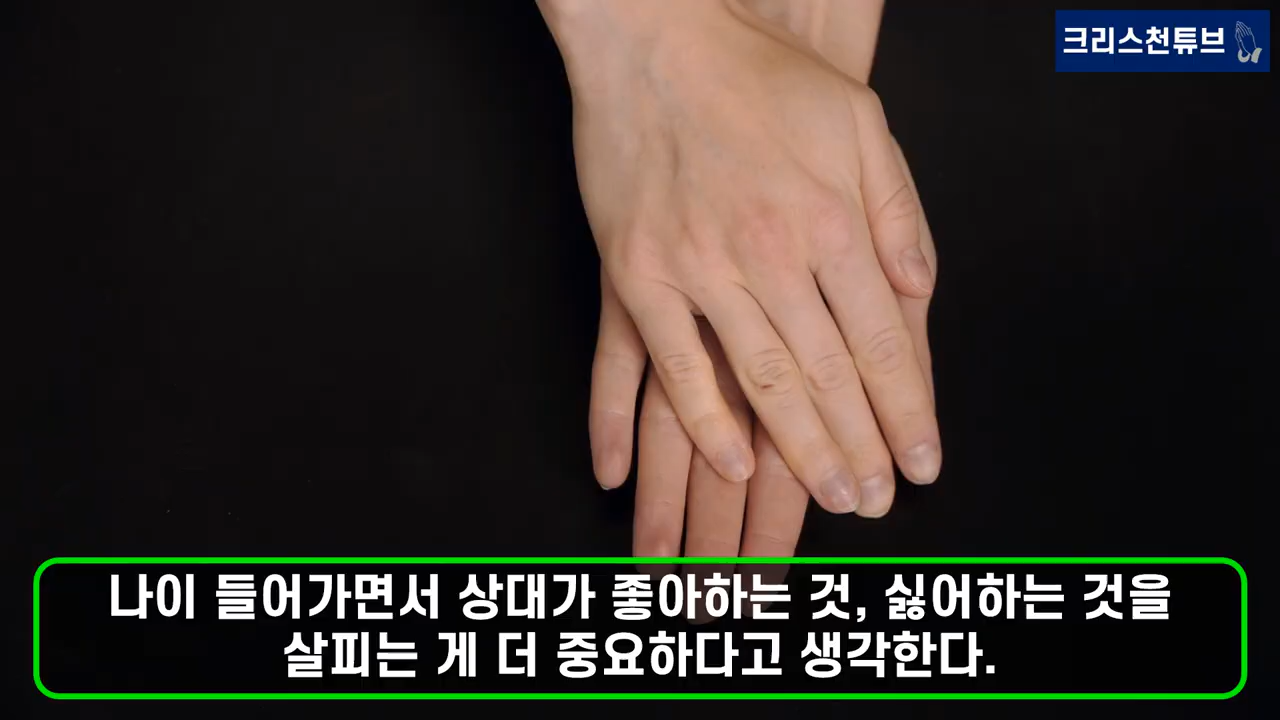 크리스천튜브
나이 들어가면서 상대가 좋아하는 것, 싫어하는 것을
살피는 게 더 중요하다고 생각한다.